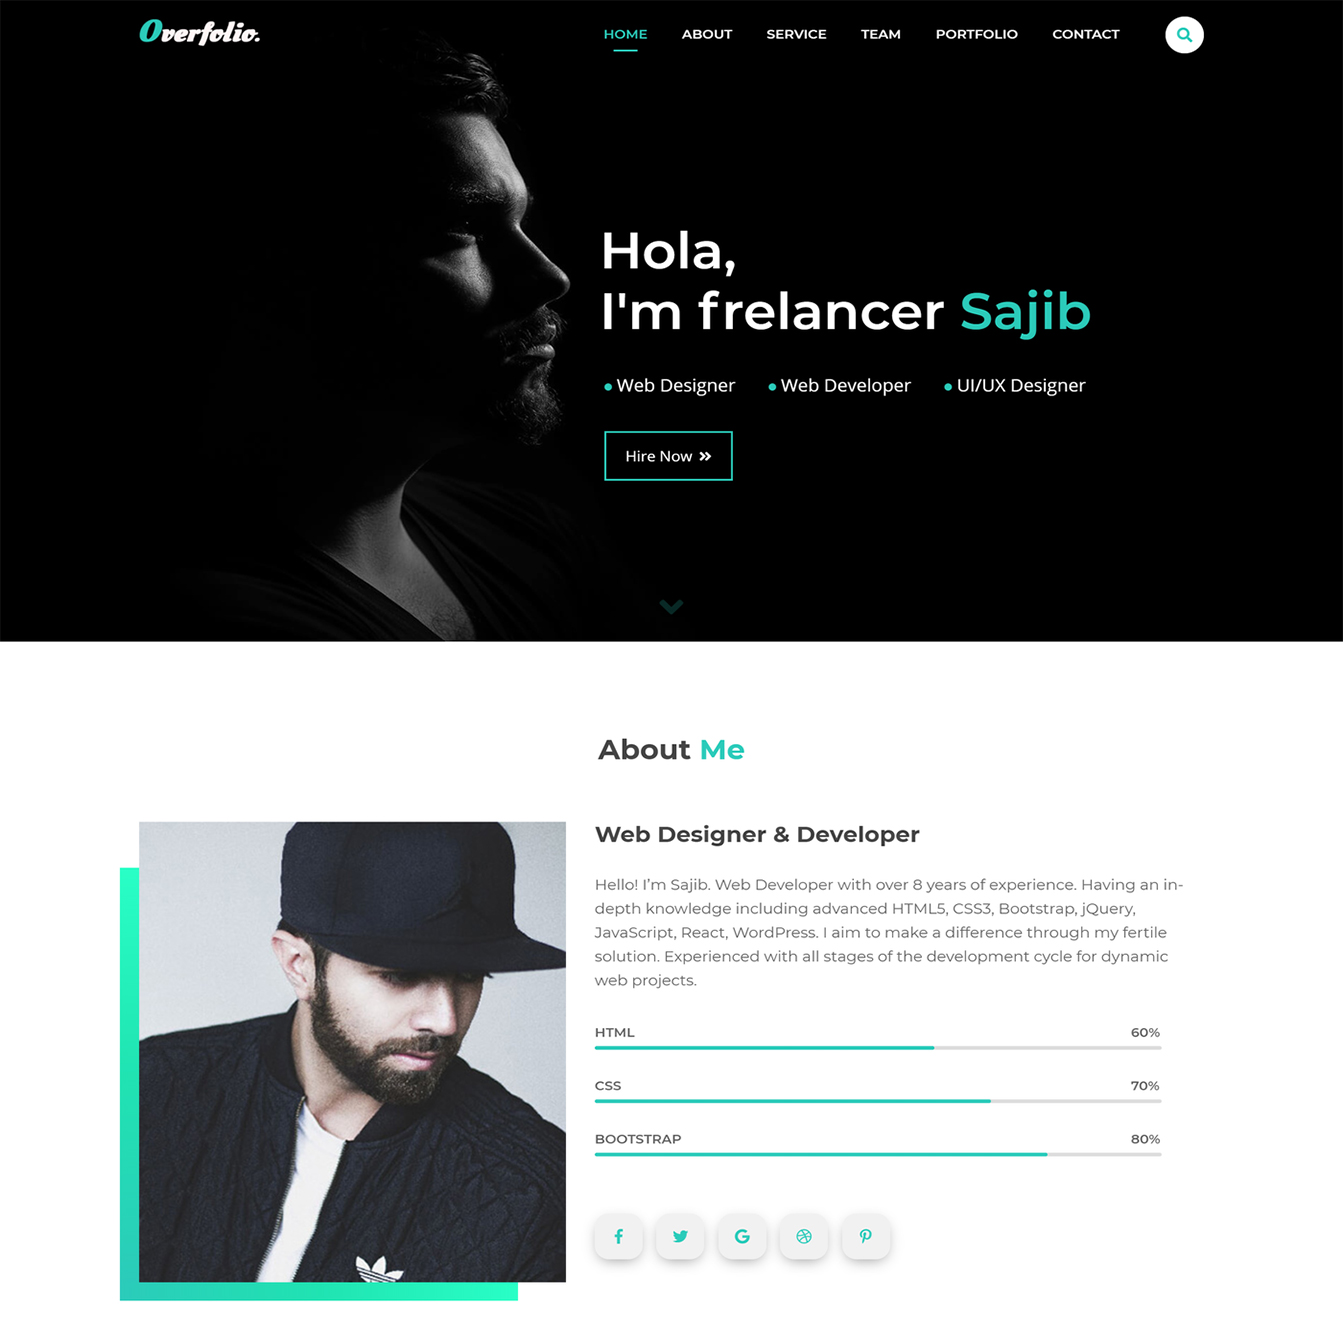 Overfolio.
HOME ABOUT SERVICE TEAM PORTFOLIO CONTACT
Hola,
I'm frelancer Sajib
Web Designer Web Developer UI/UX Designer
Hire Now
About Me
Web Designer & Developer
Hello! I’m Sajib. Web Developer with over 8 years of experience. Having an in-
depth knowledge including advanced HTML5, CSS3, Bootstrap, jQuery,
JavaScript, React, WordPress. I aim to make a difference through my fertile
solution. Experienced with all stages of the development cycle for dynamic
web projects.
HTML 60%
CSS 70%
BOOTSTRAP 80%